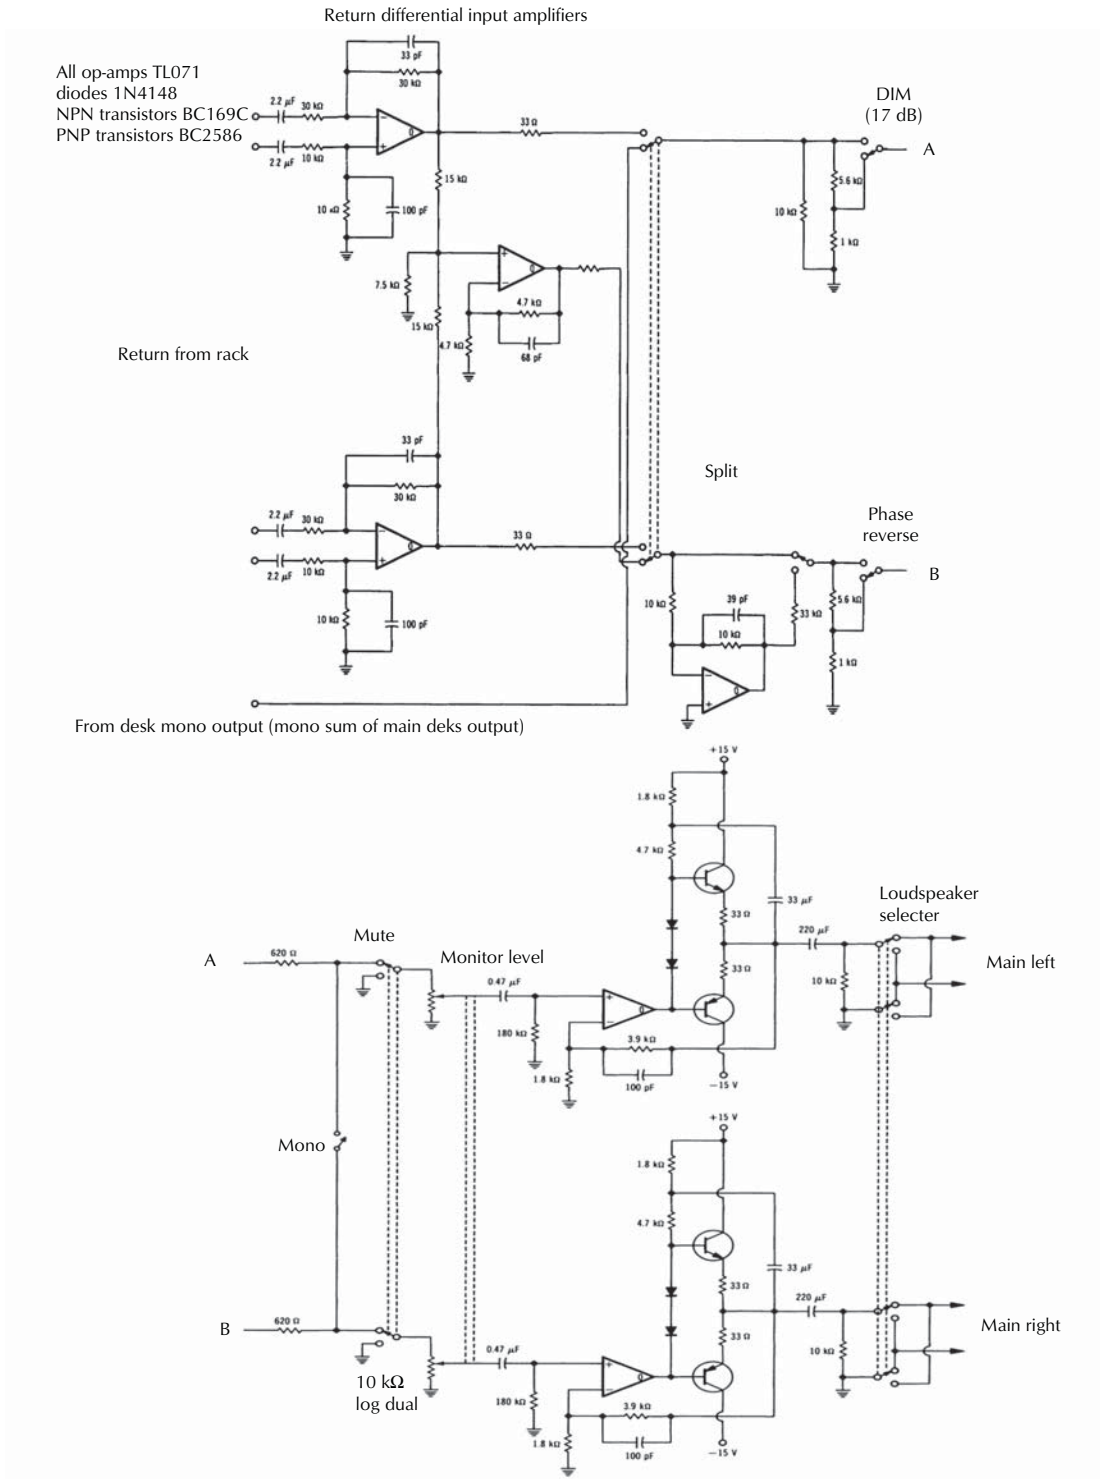 Return differential input amplifiers
All op-amps TL071
diodes 1N4148
NPN transistors BC169C
PNP transistors BC2586
33 pF
30 kΩ
2.2 µF
30 kΩ
2.2 µF
10 kΩ
10 kΩ
100 pF
33 Ω
15 kΩ
7.5 kΩ
15 kΩ
4.7 kΩ
4.7 kΩ
68 pF
DIM
(17 dB)
A
5.6 kΩ
10 kΩ
1 kΩ
Return from rack
33 pF
30 kΩ
2.2 µF
30 kΩ
2.2 µF
10 kΩ
10 kΩ
100 pF
33 Ω
Split
Phase
reverse
B
10 kΩ
39 pF
10 kΩ
33 kΩ
5.6 kΩ
1 kΩ
From desk mono output (mono sum of main deks output)
+15 V
1.8 kΩ
4.7 kΩ
33 Ω
33 µF
33 Ω
220 µF
10 kΩ
Loudspeaker
selecter
Main left
A
620 Ω
Mute
Monitor level
0.47 µF
180 kΩ
3.9 kΩ
1.8 kΩ
100 pF
−15 V
Mono
+15 V
1.8 kΩ
4.7 kΩ
33 Ω
33 µF
33 Ω
220 µF
10 kΩ
Main right
B
620 Ω
10 kΩ
log dual
0.47 µF
180 kΩ
3.9 kΩ
1.8 kΩ
100 pF
−15 V